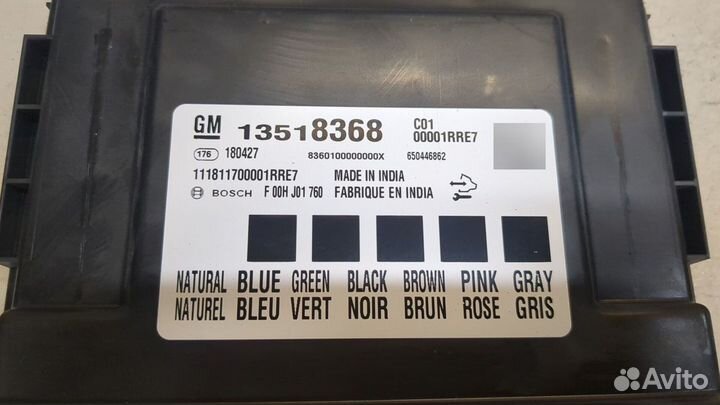 GM 13518368 C01
00001RRE7
176 180427 8360100000000X 650446862
111811700001RRE7 MADE IN INDIA
BOSCH F 00H J01 760 FABRIQUE EN INDIA
NATURAL BLUE GREEN BLACK BROWN PINK GRAY
NATUREL BLEU VERT NOIR BRUN ROSE GRIS
Avito